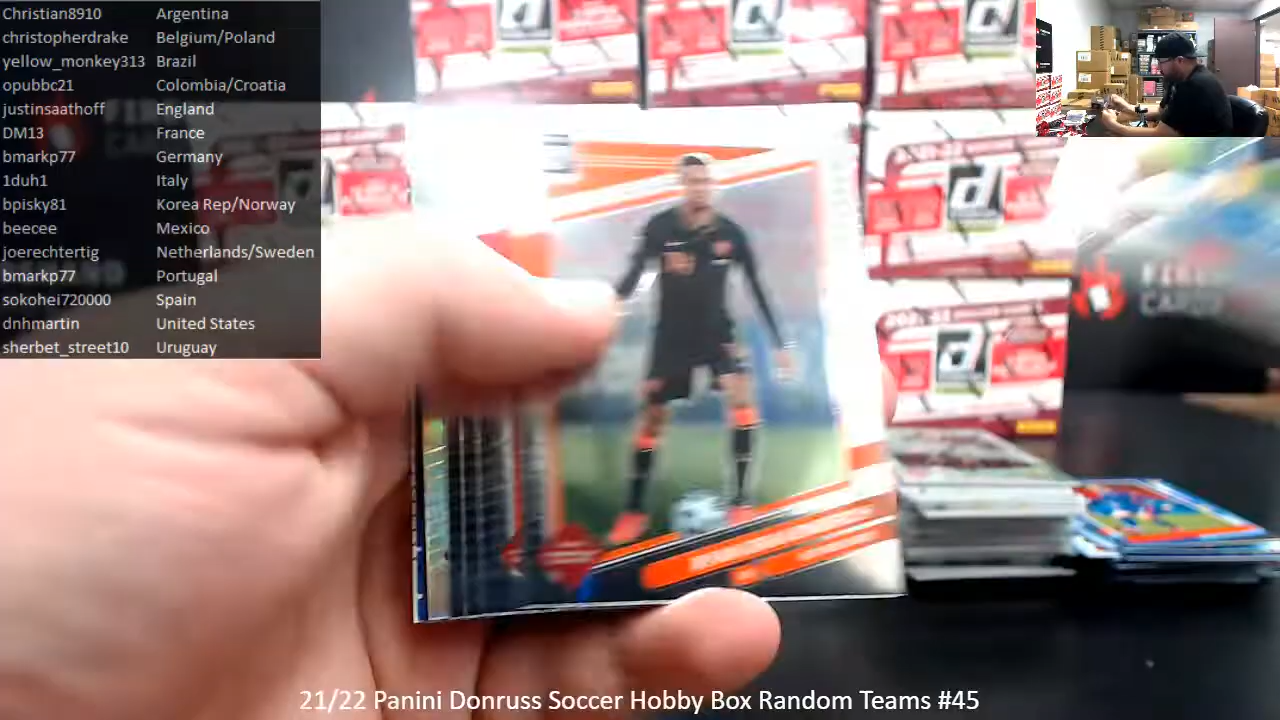 Christian8910 Argentina
christopherdrake Belgium/Poland
yellow_monkey313 Brazil
opubbc21 Colombia/Croatia
justinsaathoff England
DM13 France
bmarkp77 Germany
1duh1 Italy
bpisky81 Korea Rep/Norway
beecee Mexico
joerechtertig Netherlands/Sweden
bmarkp77 Portugal
sokohei720000 Spain
dnhmartin United States
sherbet_street10 Uruguay
21/22 Panini Donruss Soccer Hobby Box Random Teams #45